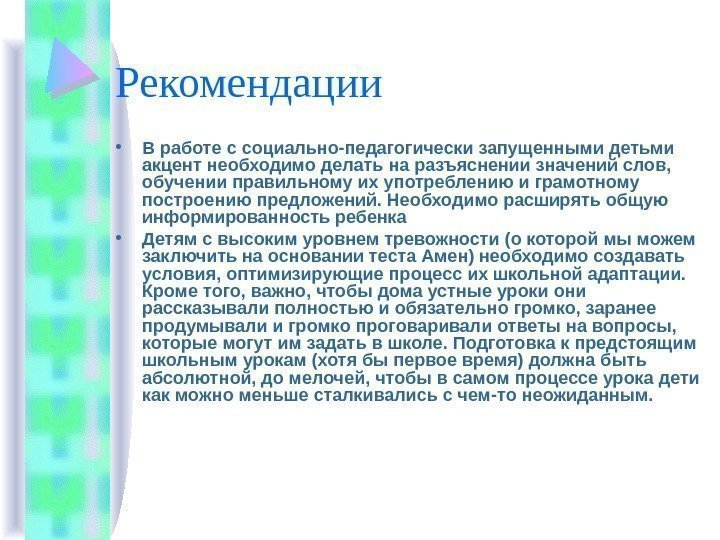 Рекомендации
• В работе с социально-педагогически запущенными детьми
акцент необходимо делать на разъяснении значений слов,
обучении правильному их употреблению и грамотному
построению предложений. Необходимо расширять общую
информированность ребенка
• Детям с высоким уровнем тревожности (о которой мы можем
заключить на основании теста Амен) необходимо создавать
условия, оптимизирующие процесс их школьной адаптации.
Кроме того, важно, чтобы дома устные уроки они
рассказывали полностью и обязательно громко, заранее
продумывали и громко проговаривали ответы на вопросы,
которые могут им задать в школе. Подготовка к предстоящим
школьным урокам (хотя бы первое время) должна быть
абсолютной, до мелочей, чтобы в самом процессе урока дети
как можно меньше сталкивались с чем-то неожиданным.